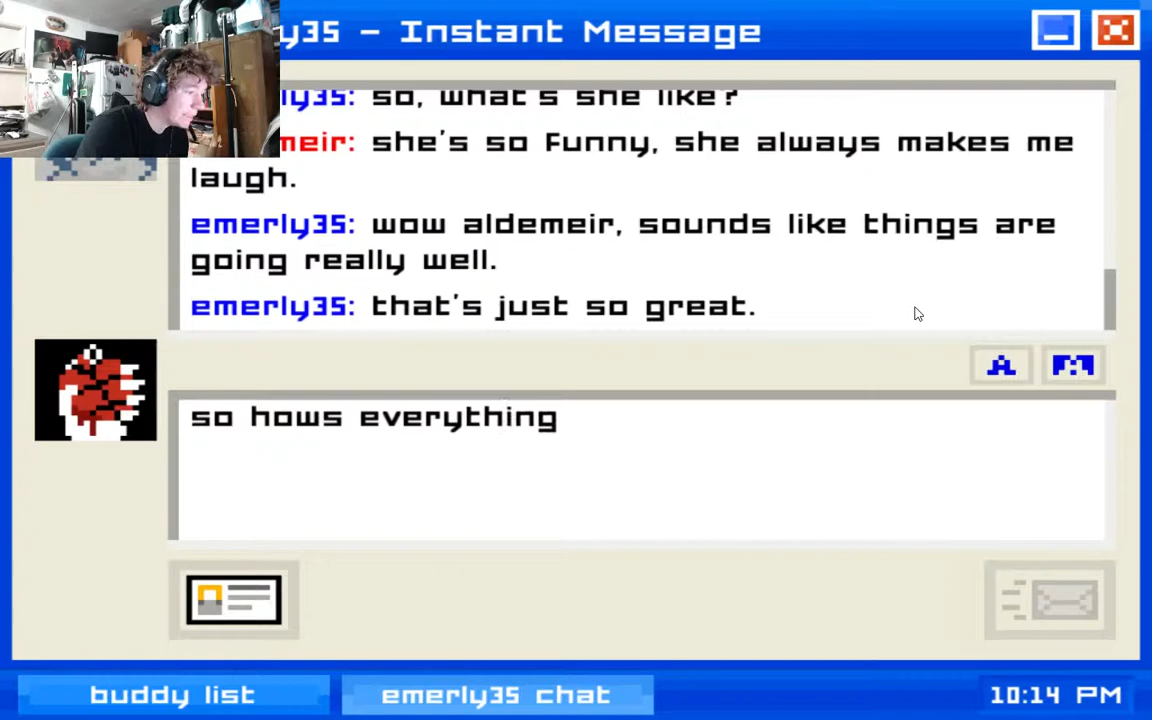 y35 - Instant Message
ly35: so, what's she like?
meir: she's so funny, she always makes me
laugh.
emerly35: wow aldemeir, sounds like things are
going really well.
emerly35: that's just so great.
A
so hows everything
buddy list
emerly35 chat
10:14 PM